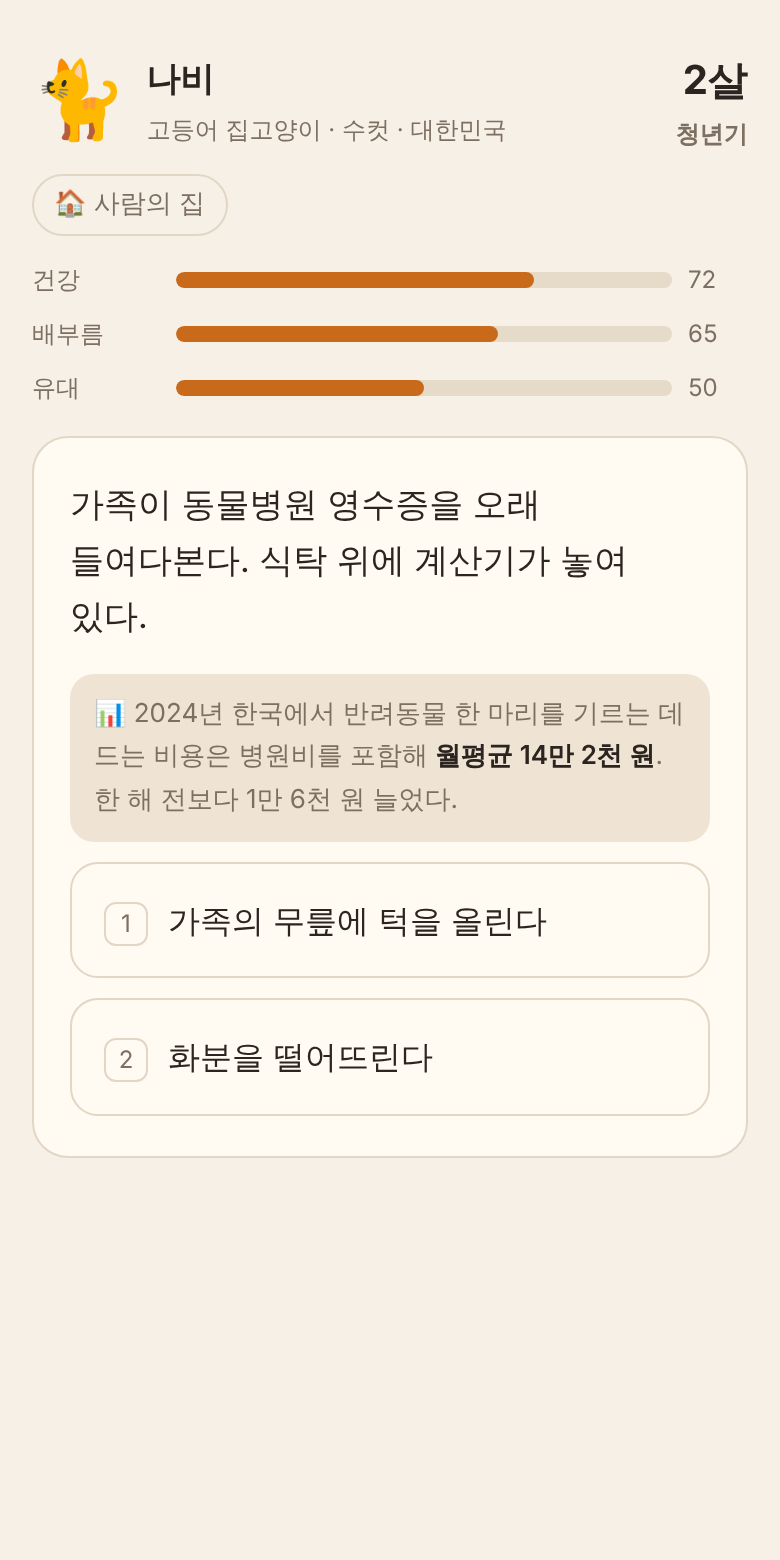 나비
고등어 집고양이 · 수컷 · 대한민국
2살
청년기
사람의 집
건강 72
배부름 65
유대 50
가족이 동물병원 영수증을 오래
들여다본다. 식탁 위에 계산기가 놓여
있다.
2024년 한국에서 반려동물 한 마리를 기르는 데
드는 비용은 병원비를 포함해 월평균 14만 2천 원.
한 해 전보다 1만 6천 원 늘었다.
1 가족의 무릎에 턱을 올린다
2 화분을 떨어뜨린다